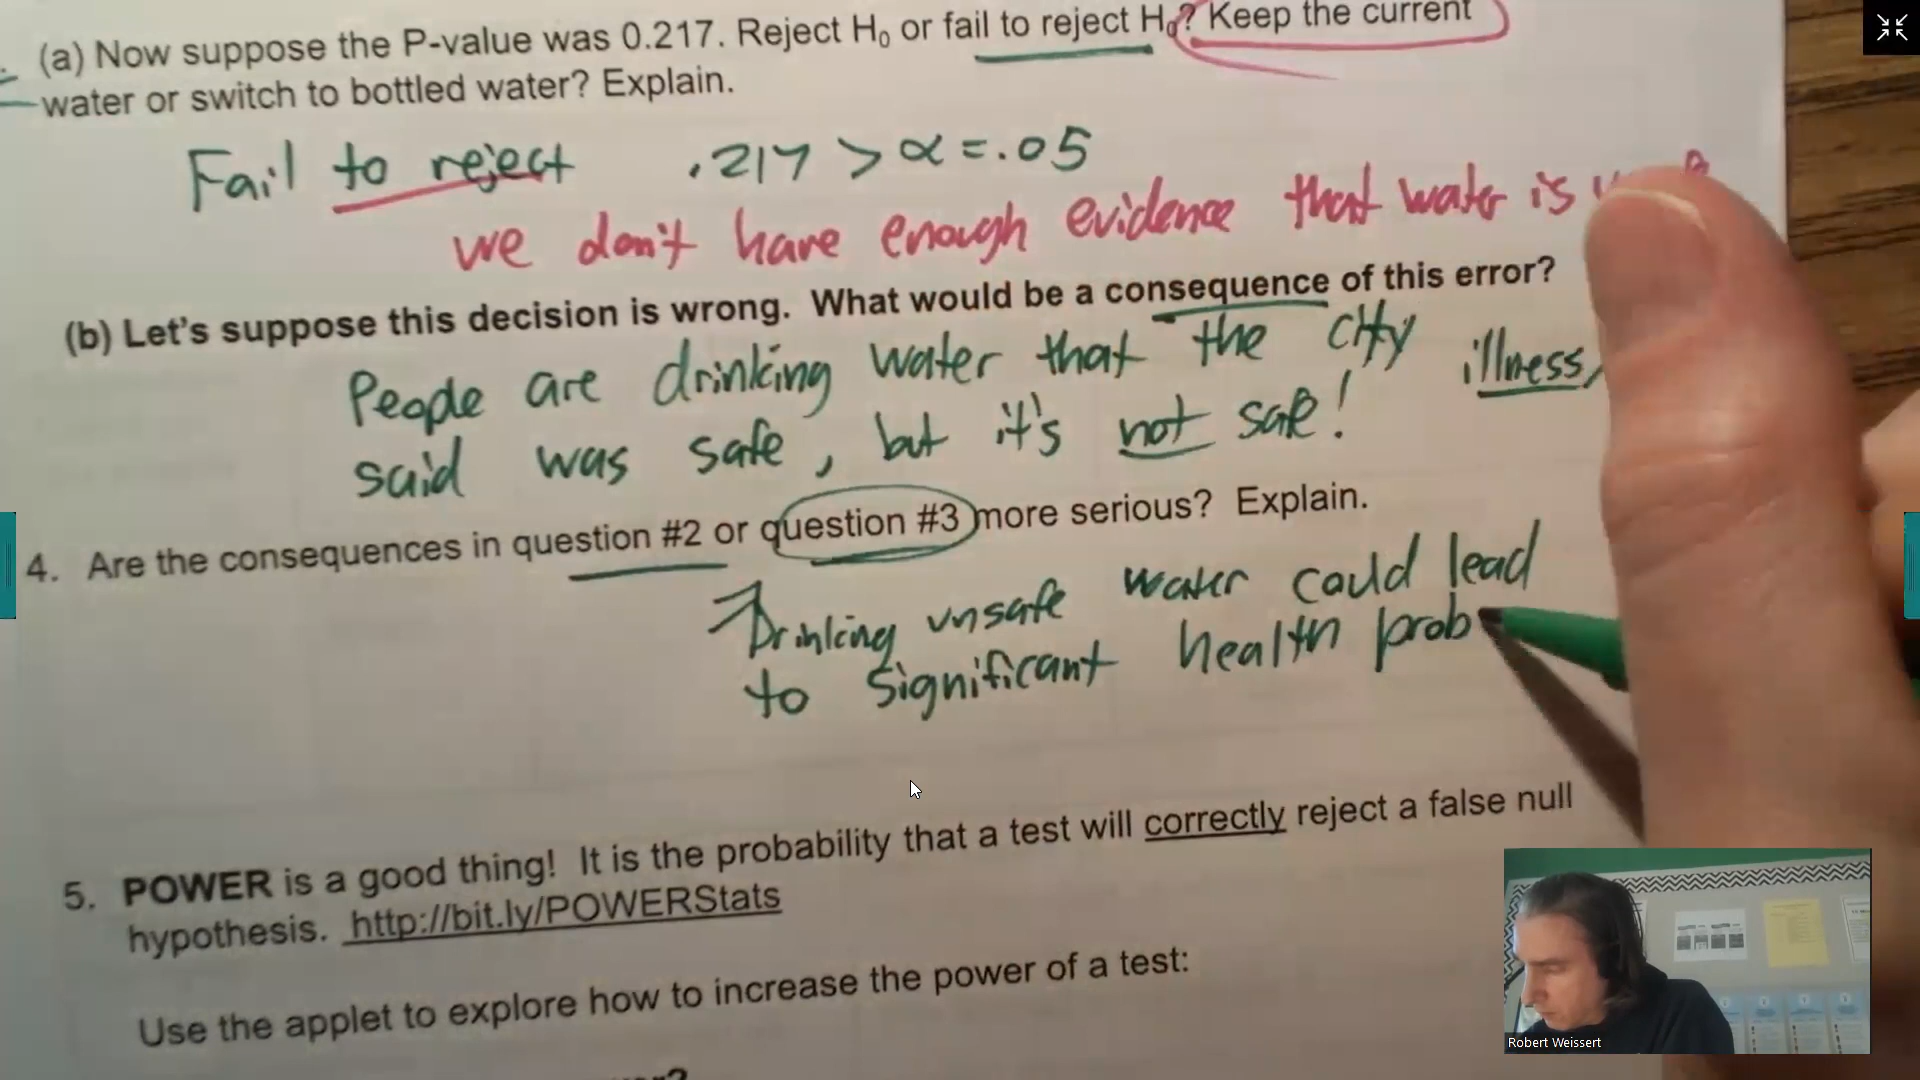 (a) Now suppose the P-value was 0.217. Reject H₀ or fail to reject H₀? Keep the current
water or switch to bottled water? Explain.
Fail to reject .217 > α = .05
we don't have enough evidence that water is
(b) Let's suppose this decision is wrong. What would be a consequence of this error?
People are drinking water that the city
said was safe, but it's not safe!
illness,
4. Are the consequences in question #2 or question #3 more serious? Explain.
Drinking unsafe water could lead
to significant health prob
5. POWER is a good thing! It is the probability that a test will correctly reject a false null
hypothesis. http://bit.ly/POWERStats
Use the applet to explore how to increase the power of a test:
Robert Weissert